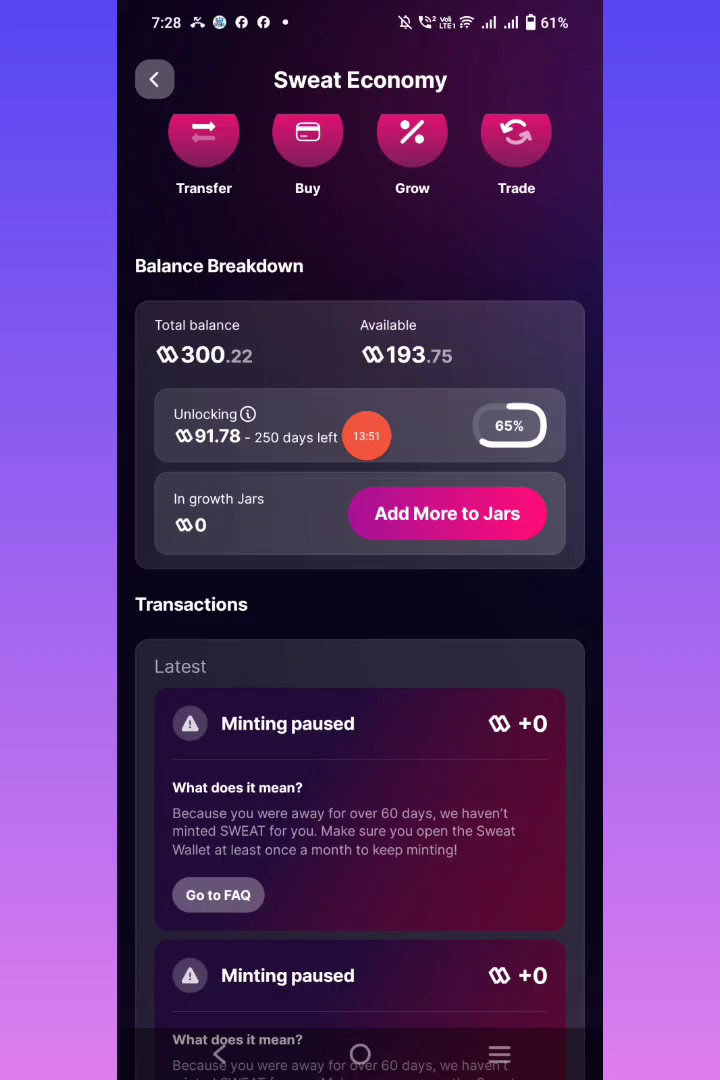 7:28
VoI LTE1 61%
Sweat Economy
Transfer Buy Grow Trade
Balance Breakdown
Total balance Available
300.22 193.75
Unlocking
91.78 - 250 days left 13:51 65%
In growth Jars
0 Add More to Jars
Transactions
Latest
Minting paused +0
What does it mean?
Because you were away for over 60 days, we haven't
minted SWEAT for you. Make sure you open the Sweat
Wallet at least once a month to keep minting!
Go to FAQ
Minting paused +0
What does it mean?
Because you were away for over 60 days, we haven't